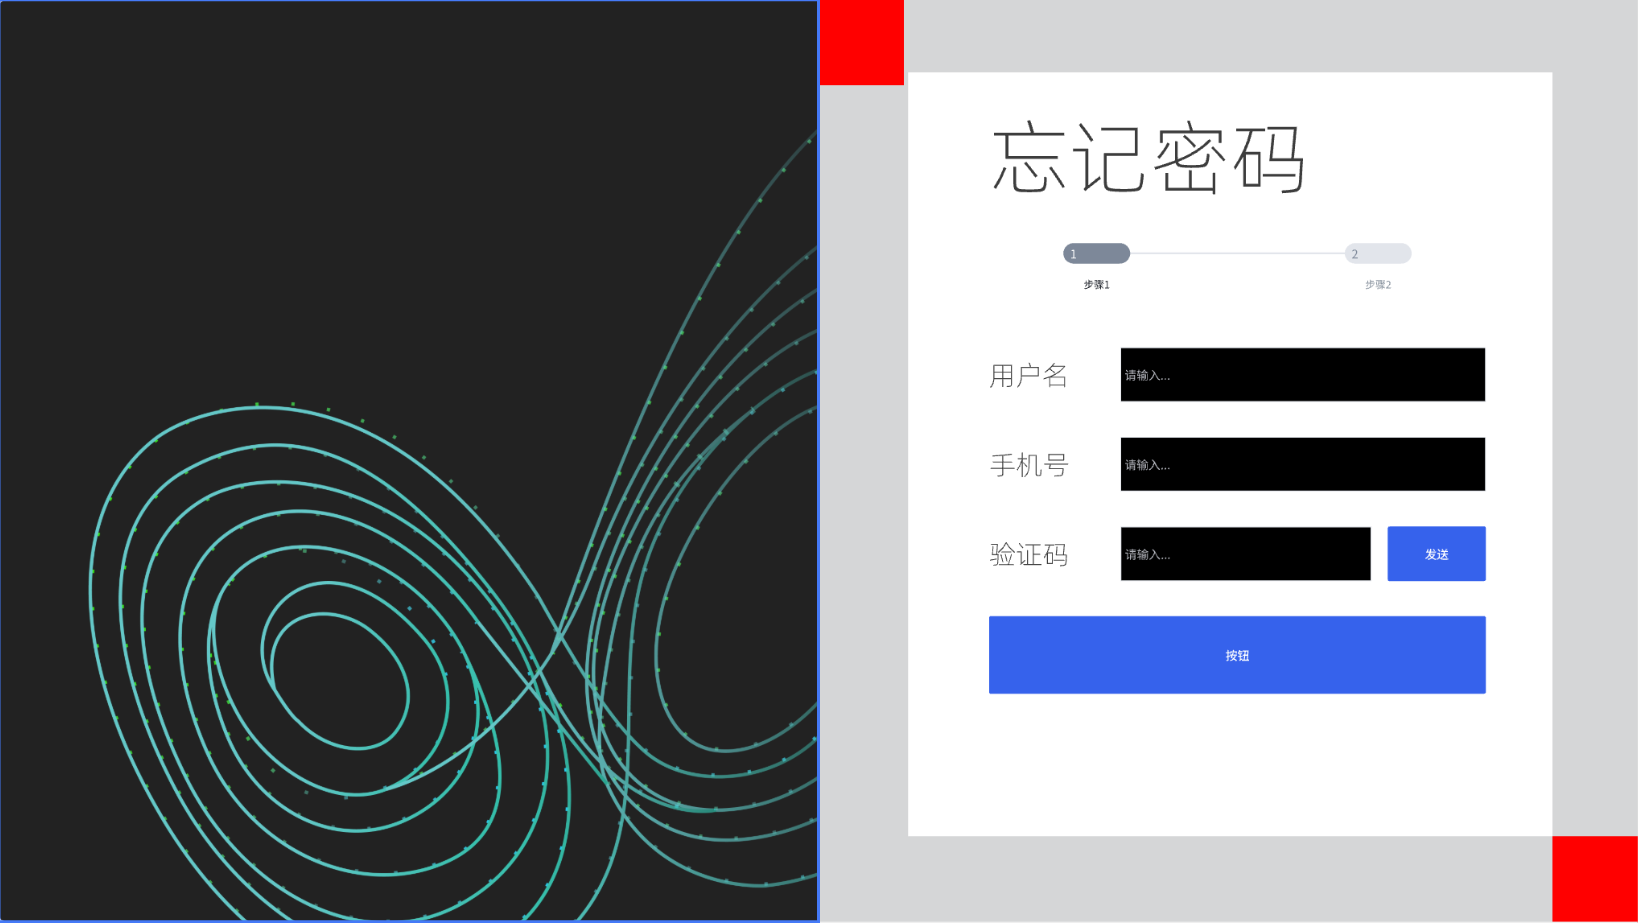 忘记密码
1
2
步骤1
步骤2
用户名
请输入...
手机号
请输入...
验证码
请输入...
发送
按钮